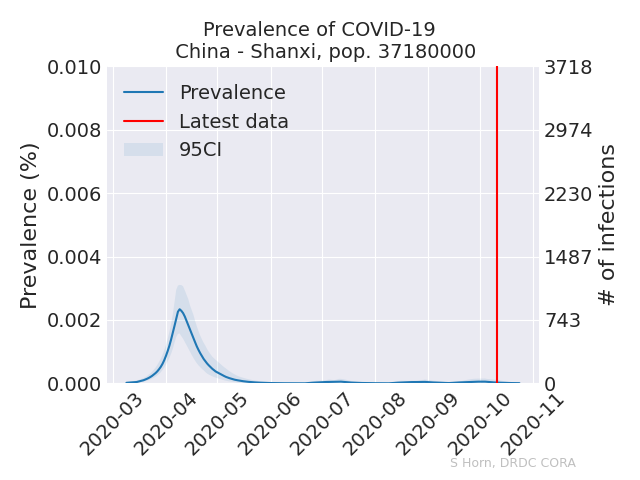 Prevalence of COVID-19
China - Shanxi, pop. 37180000
0.010
0.008
0.006
0.004
0.002
0.000
Prevalence (%)
Prevalence
Latest data
95CI
3718
2974
2230
1487
743
0
# of infections
2020-03
2020-04
2020-05
2020-06
2020-07
2020-08
2020-09
2020-10
2020-11
S Horn, DRDC CORA